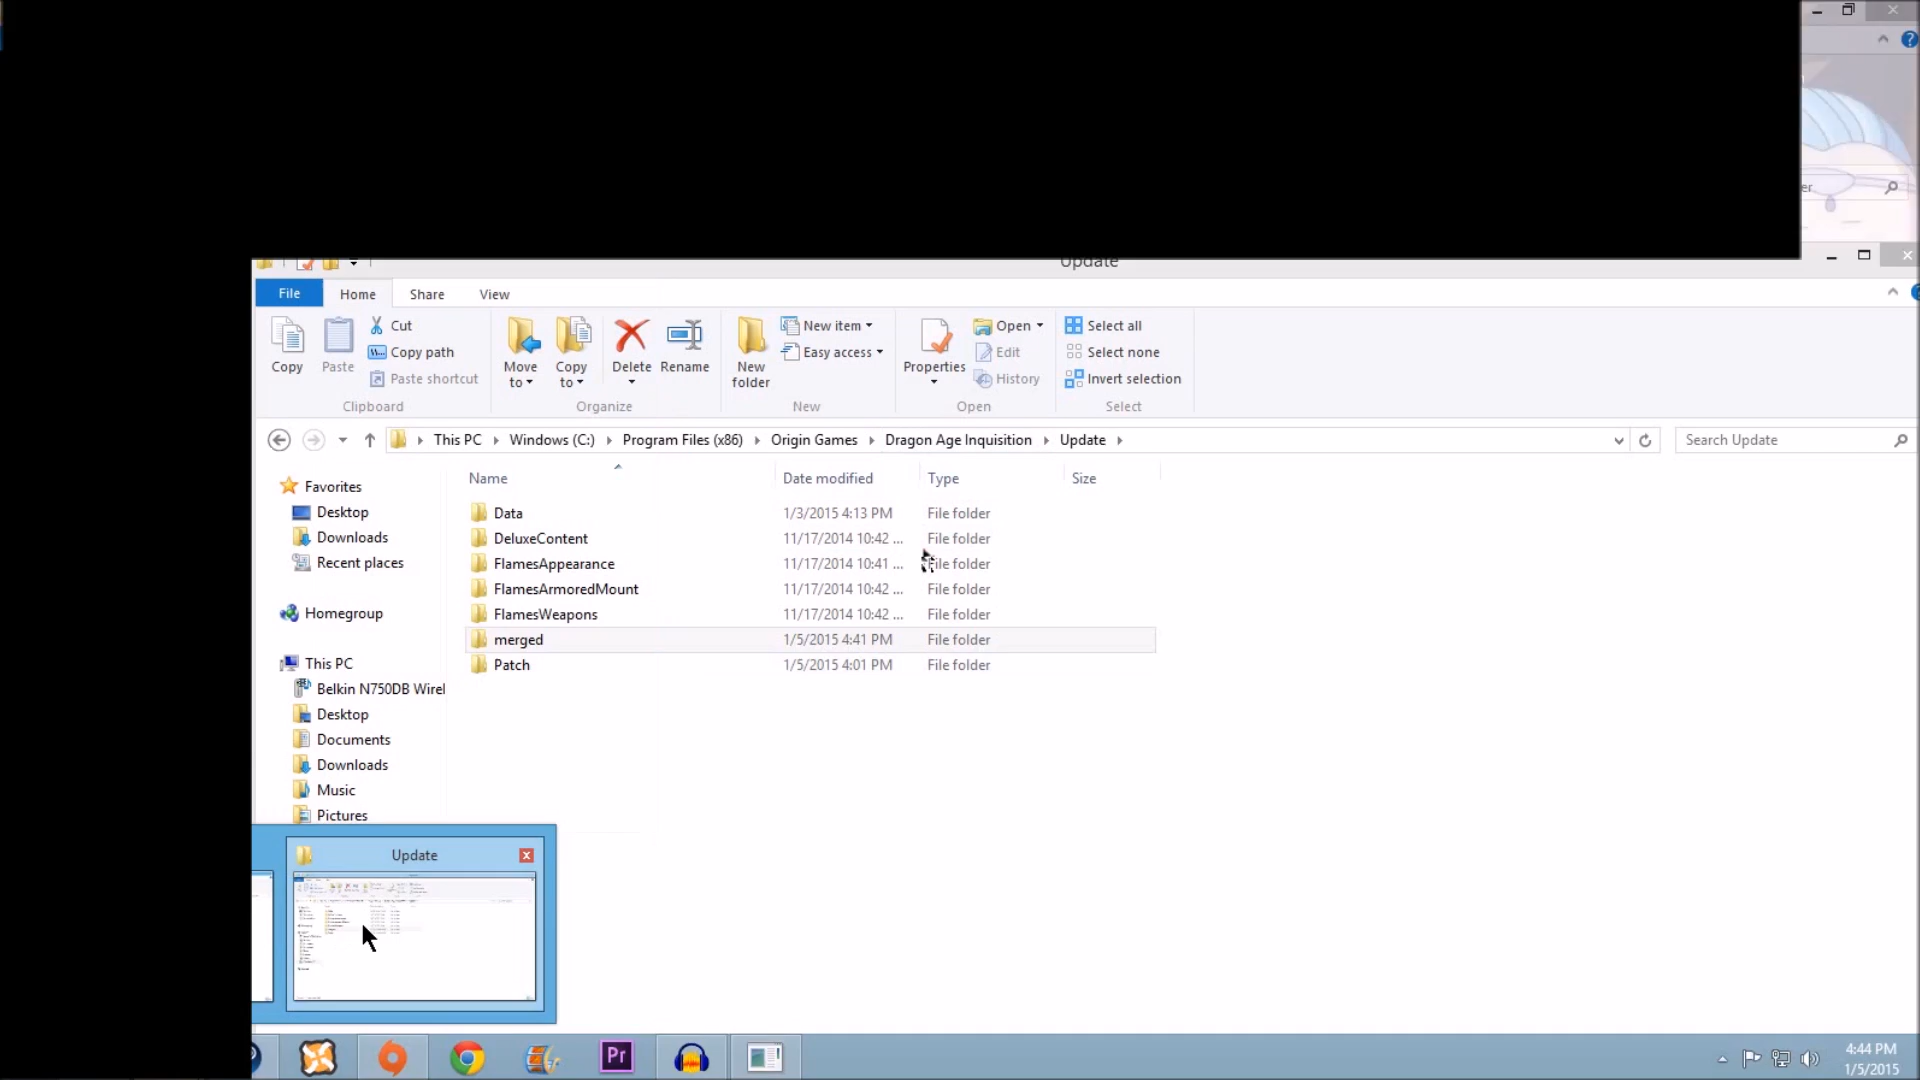 Update
File Home Share View
Copy Paste Cut Copy path Paste shortcut
Clipboard
Move to Copy to Delete Rename
Organize
New folder New item Easy access
New
Properties Open Edit History
Open
Select all Select none Invert selection
Select
This PC Windows (C:) Program Files (x86) Origin Games Dragon Age Inquisition Update
Search Update
Name Date modified Type Size
Data 1/3/2015 4:13 PM File folder
DeluxeContent 11/17/2014 10:42 ... File folder
FlamesAppearance 11/17/2014 10:41 ... File folder
FlamesArmoredMount 11/17/2014 10:42 ... File folder
FlamesWeapons 11/17/2014 10:42 ... File folder
merged 1/5/2015 4:41 PM File folder
Patch 1/5/2015 4:01 PM File folder
Favorites
Desktop
Downloads
Recent places
Homegroup
This PC
Belkin N750DB Wirel
Desktop
Documents
Downloads
Music
Pictures
Update
Pr
4:44 PM
1/5/2015